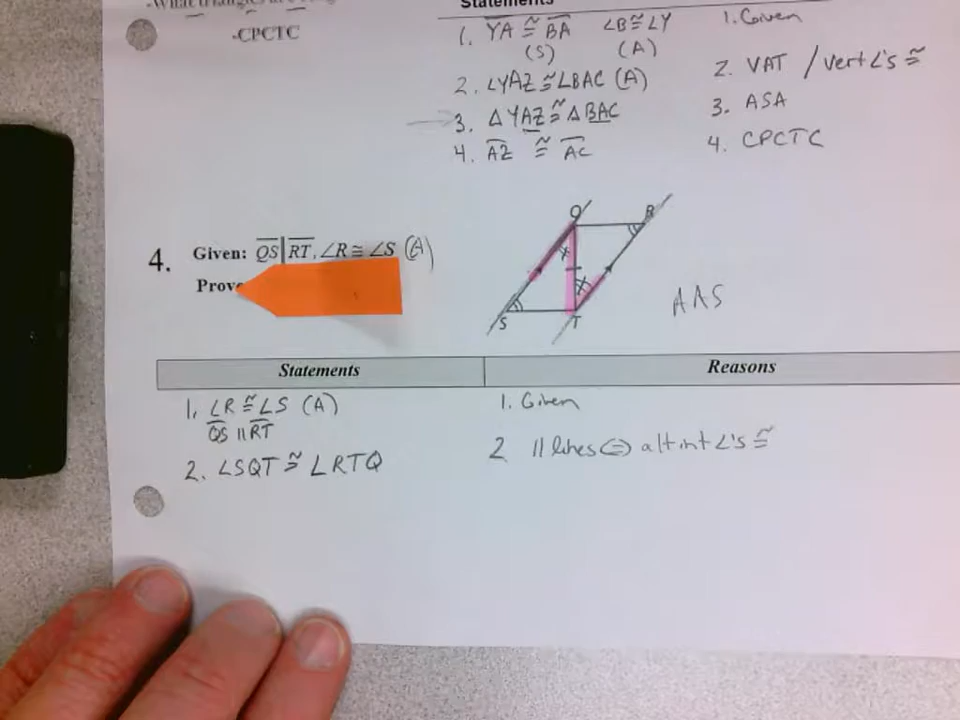 -CPCTC
Statements
1. YA ≅ BA ∠B≅∠Y 1. Given
(S) (A)
2. ∠YAZ ≅ ∠BAC (A) 2. VAT / vert ∠'s ≅
3. △YAZ ≅ △BAC 3. ASA
4. AZ ≅ AC 4. CPCTC
4. Given: QS || RT, ∠R ≅ ∠S (A)
Prove
Q R
S T
AAS
Statements Reasons
1. ∠R ≅ ∠S (A) 1. Given
QS || RT
2. ∠SQT ≅ ∠RTQ 2 || lines ⇔ alt int ∠'s ≅